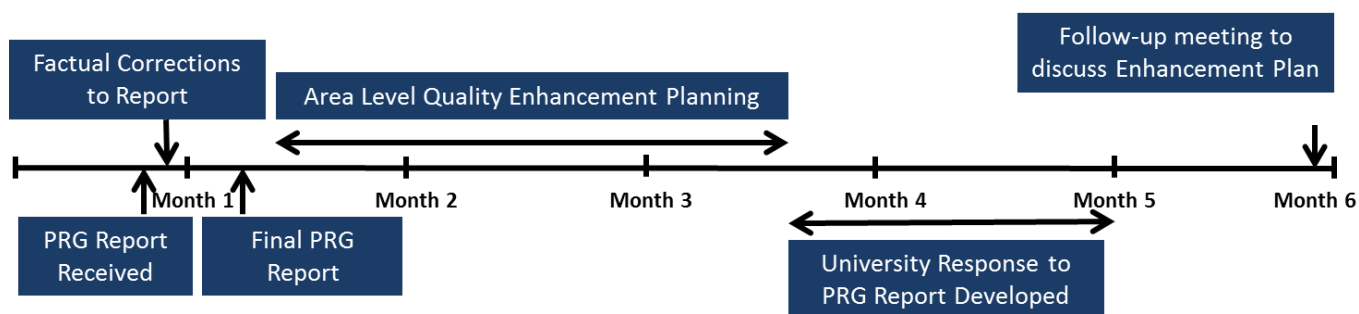 Factual Corrections
to Report
Area Level Quality Enhancement Planning
Follow-up meeting to
discuss Enhancement Plan
Month 1
Month 2
Month 3
Month 4
Month 5
Month 6
PRG Report
Received
Final PRG
Report
University Response to
PRG Report Developed